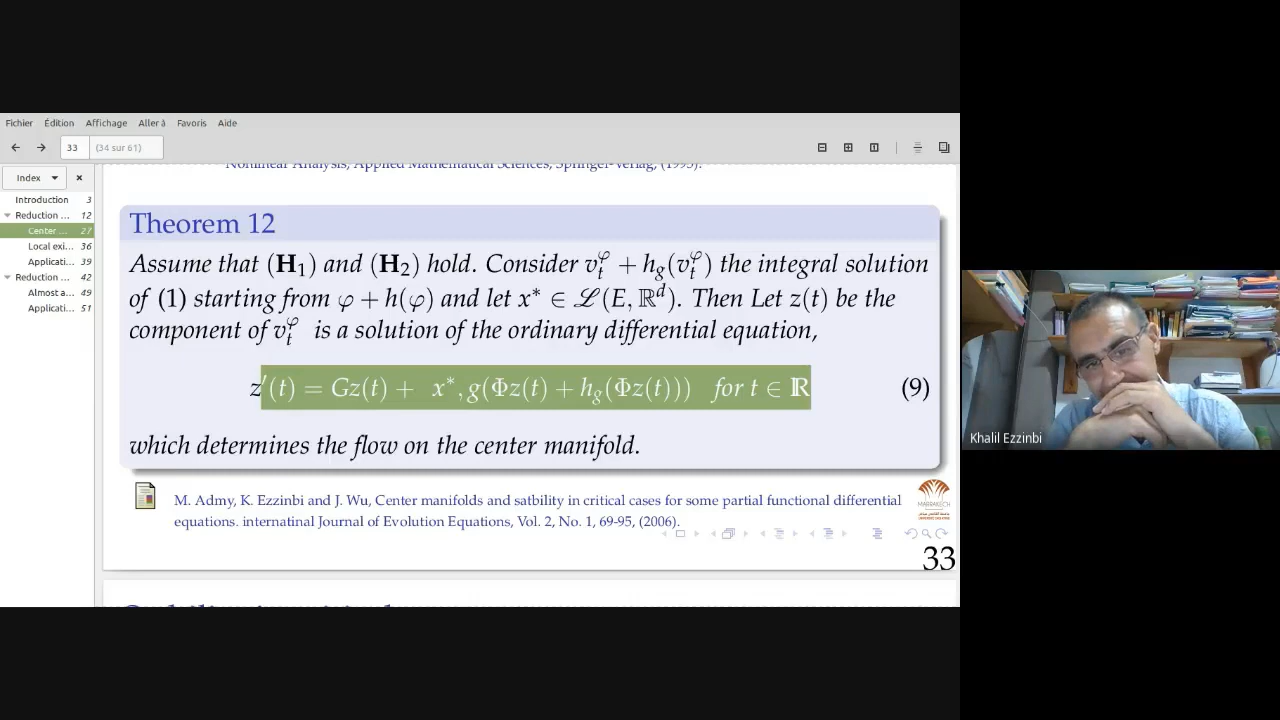 Fichier Édition Affichage Aller à Favoris Aide
33 (34 sur 61)
Index
Introduction 3
Reduction ... 12
Center ... 27
Local exi... 36
Applicati... 39
Reduction ... 42
Almost a... 49
Applicati... 51
Nonlinear Analysis, Applied Mathematical Sciences, Springer-Verlag, (1993).
Theorem 12
Assume that (H₁) and (H₂) hold. Consider vₜ^φ + h_g(vₜ^φ) the integral solution
of (1) starting from φ + h(φ) and let x* ∈ ℒ(E, ℝ^d). Then Let z(t) be the
component of vₜ^φ is a solution of the ordinary differential equation,
z′(t) = Gz(t) + x*, g(Φz(t) + h_g(Φz(t))) for t ∈ ℝ (9)
which determines the flow on the center manifold.
M. Admy, K. Ezzinbi and J. Wu, Center manifolds and satbility in critical cases for some partial functional differential
equations. internatinal Journal of Evolution Equations, Vol. 2, No. 1, 69-95, (2006).
MARRAKECH
33
Khalil Ezzinbi